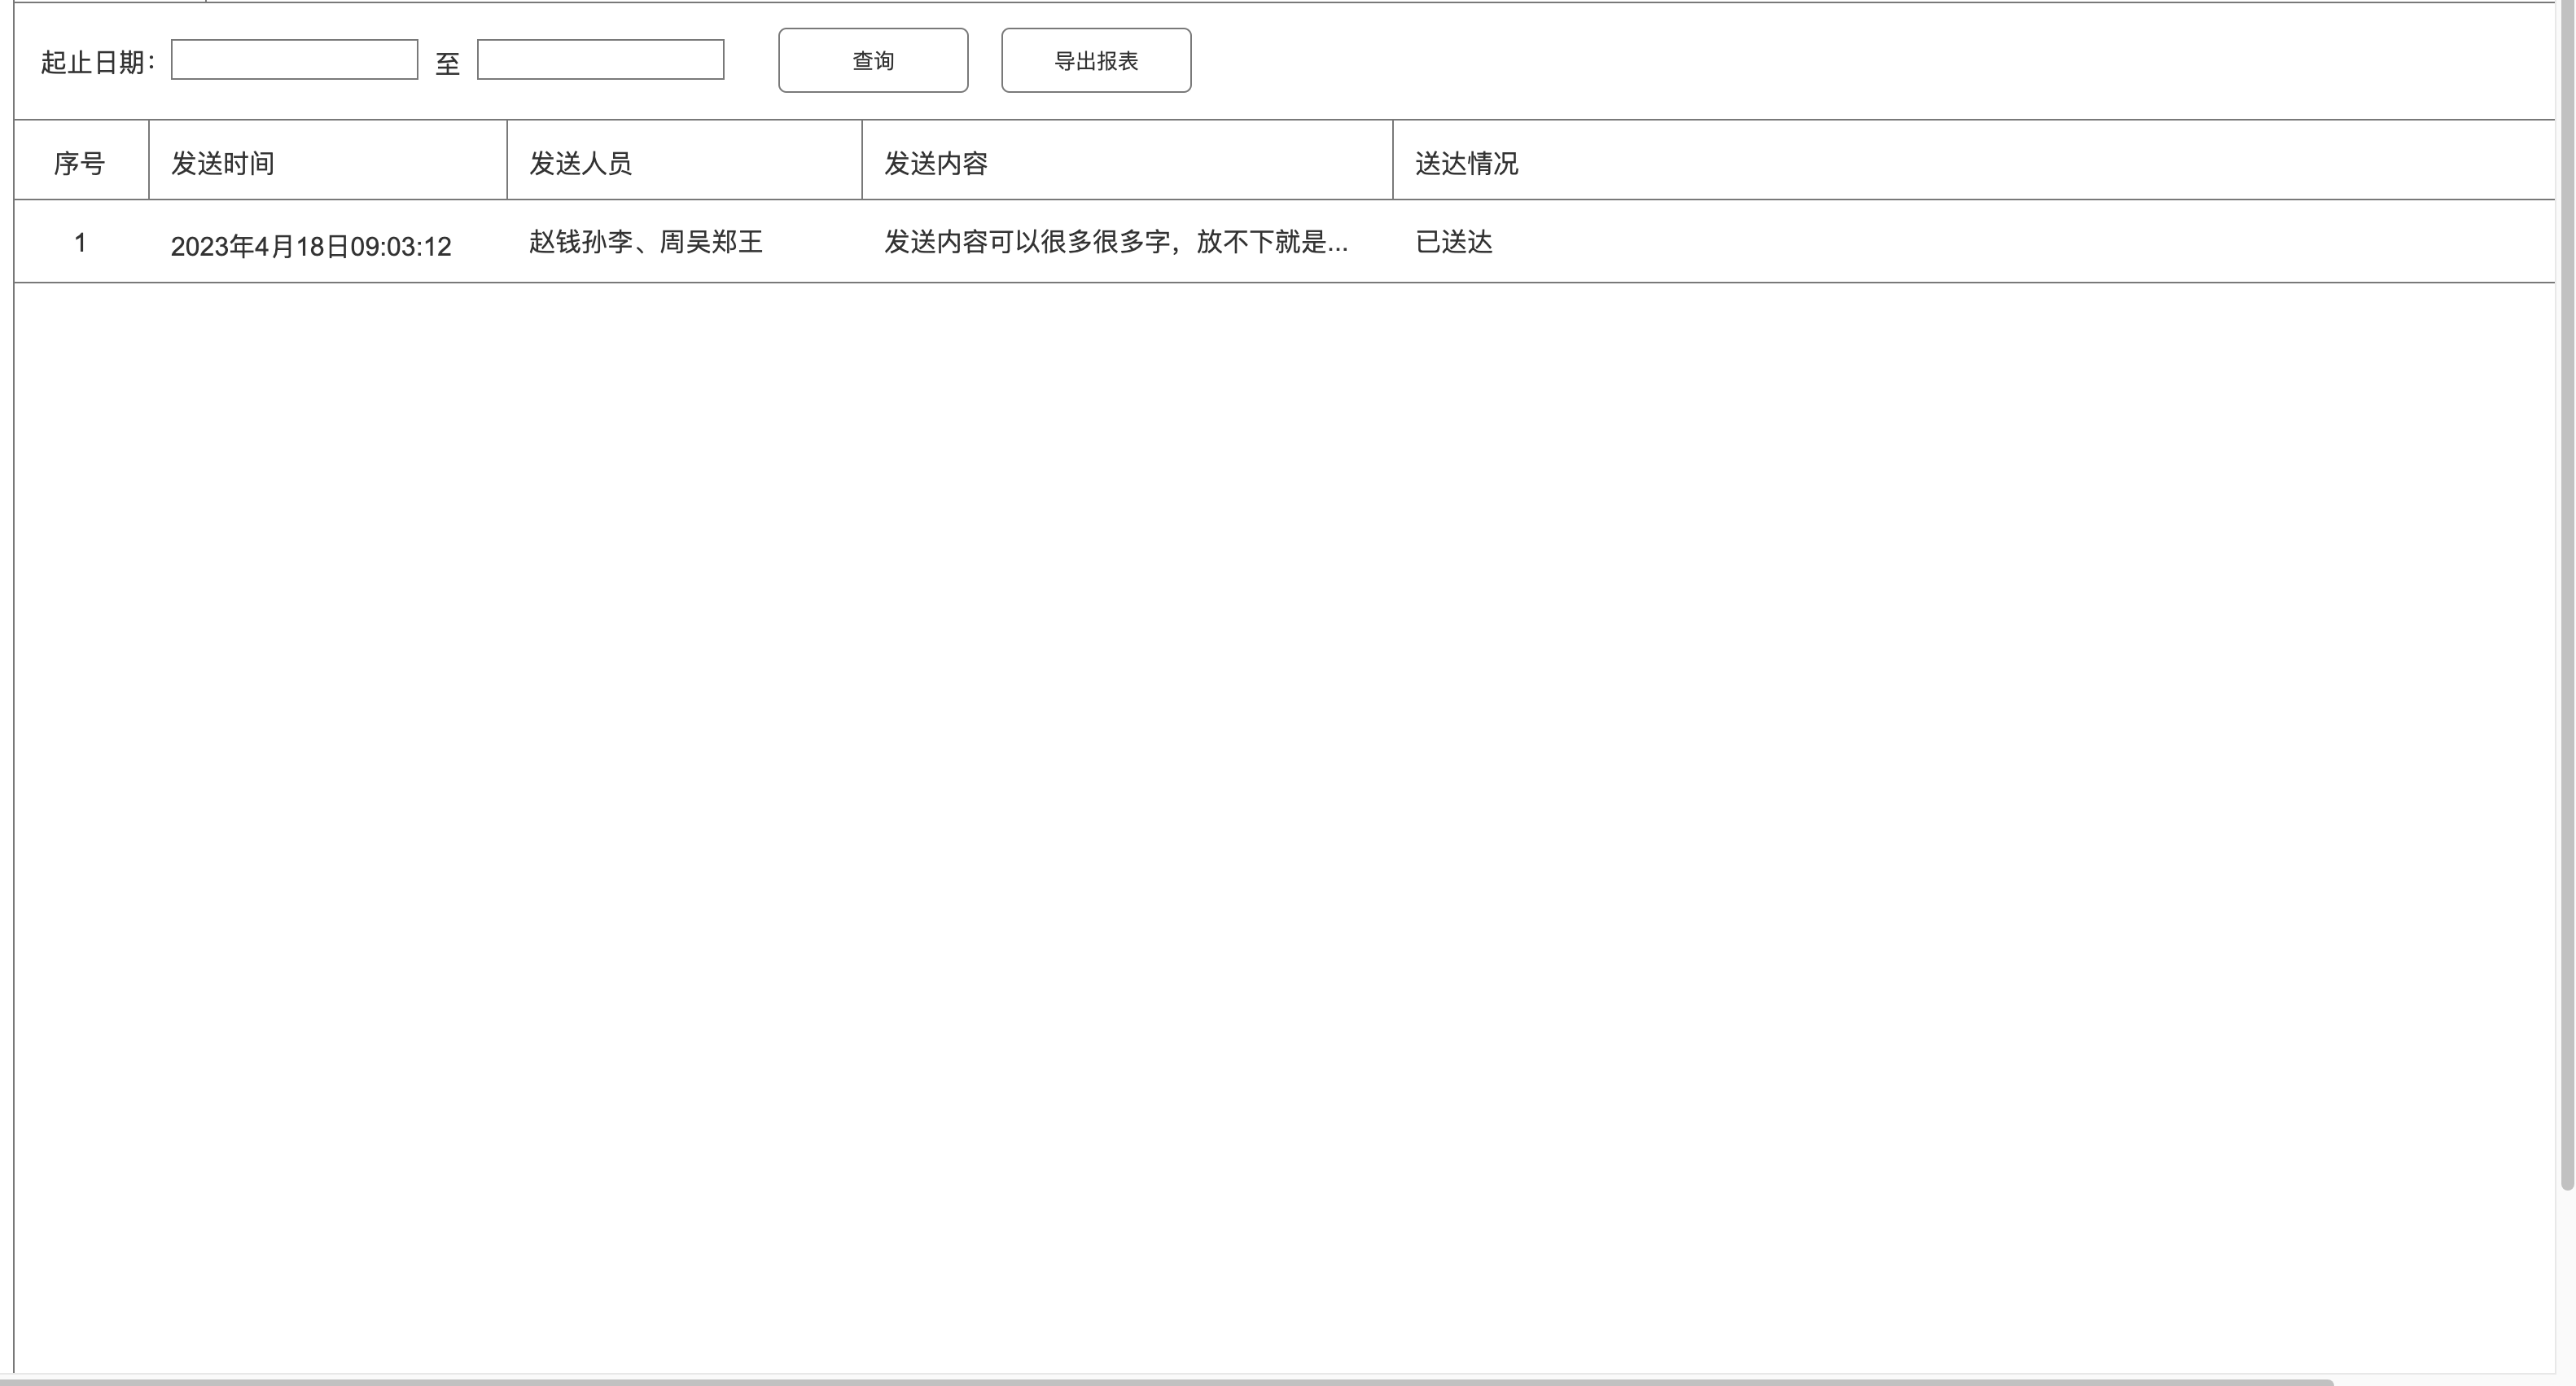 起止日期： 至 查询 导出报表
序号 发送时间 发送人员 发送内容 送达情况
1 2023年4月18日09:03:12 赵钱孙李、周吴郑王 发送内容可以很多很多字，放不下就是... 已送达